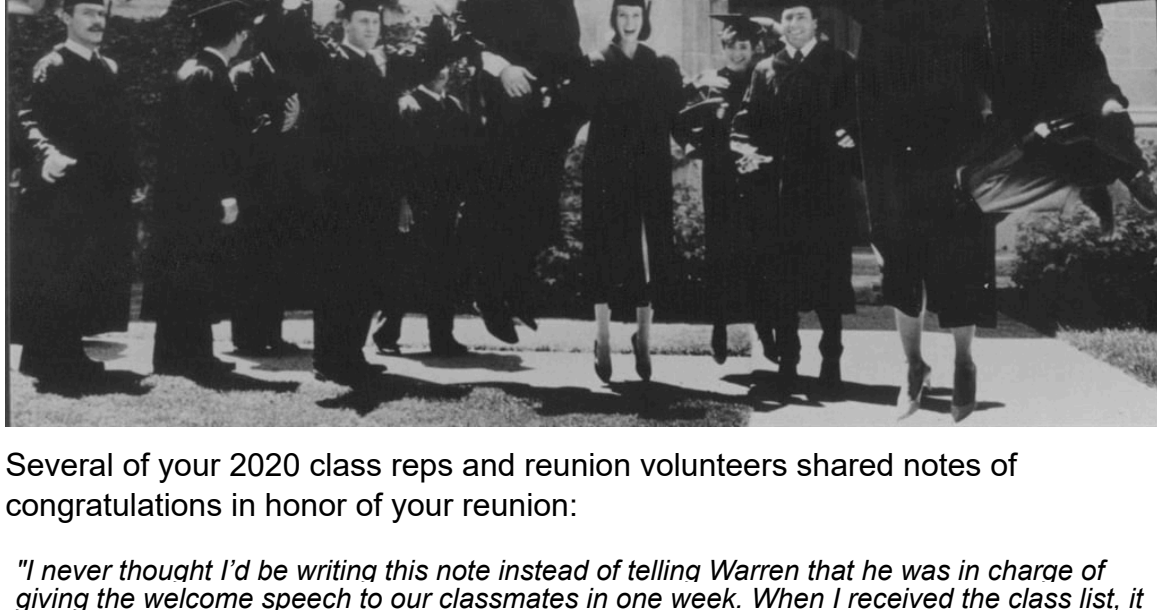 Several of your 2020 class reps and reunion volunteers shared notes of
congratulations in honor of your reunion:
"I never thought I’d be writing this note instead of telling Warren that he was in charge of
giving the welcome speech to our classmates in one week. When I received the class list, it